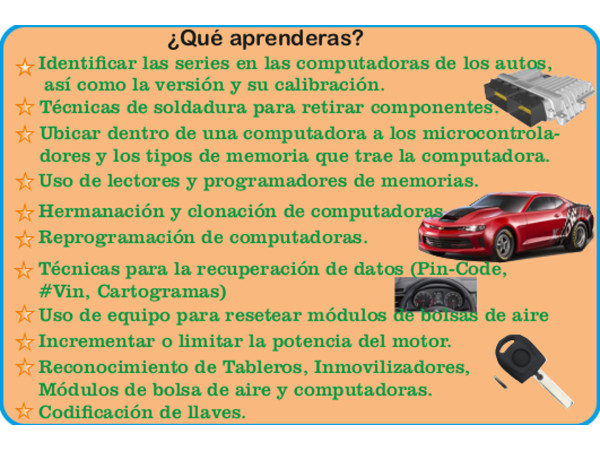 ¿Qué aprenderas?
Identificar las series en las computadoras de los autos,
así como la versión y su calibración.
Técnicas de soldadura para retirar componentes.
Ubicar dentro de una computadora a los microcontrola-
dores y los tipos de memoria que trae la computadora.
Uso de lectores y programadores de memorias.
Hermanación y clonación de computadoras
Reprogramación de computadoras.
Técnicas para la recuperación de datos (Pin-Code,
#Vin, Cartogramas)
Uso de equipo para resetear módulos de bolsas de aire
Incrementar o limitar la potencia del motor.
Reconocimiento de Tableros, Inmovilizadores,
Módulos de bolsa de aire y computadoras.
Codificación de llaves.